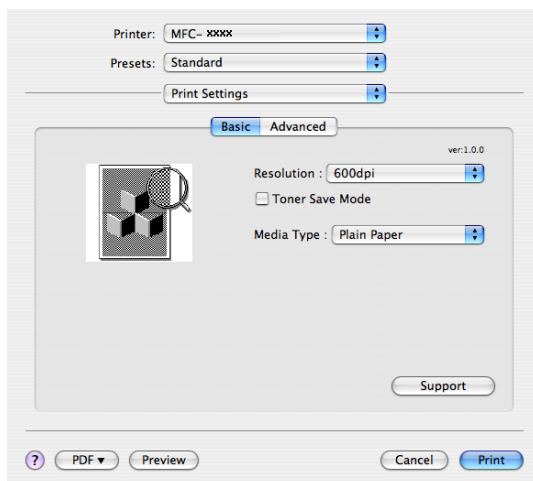 Printer: MFC- xxxx
Presets: Standard
Print Settings
Basic Advanced
ver:1.0.0
Resolution : 600dpi
Toner Save Mode
Media Type : Plain Paper
Support
? PDF▼ Preview Cancel Print